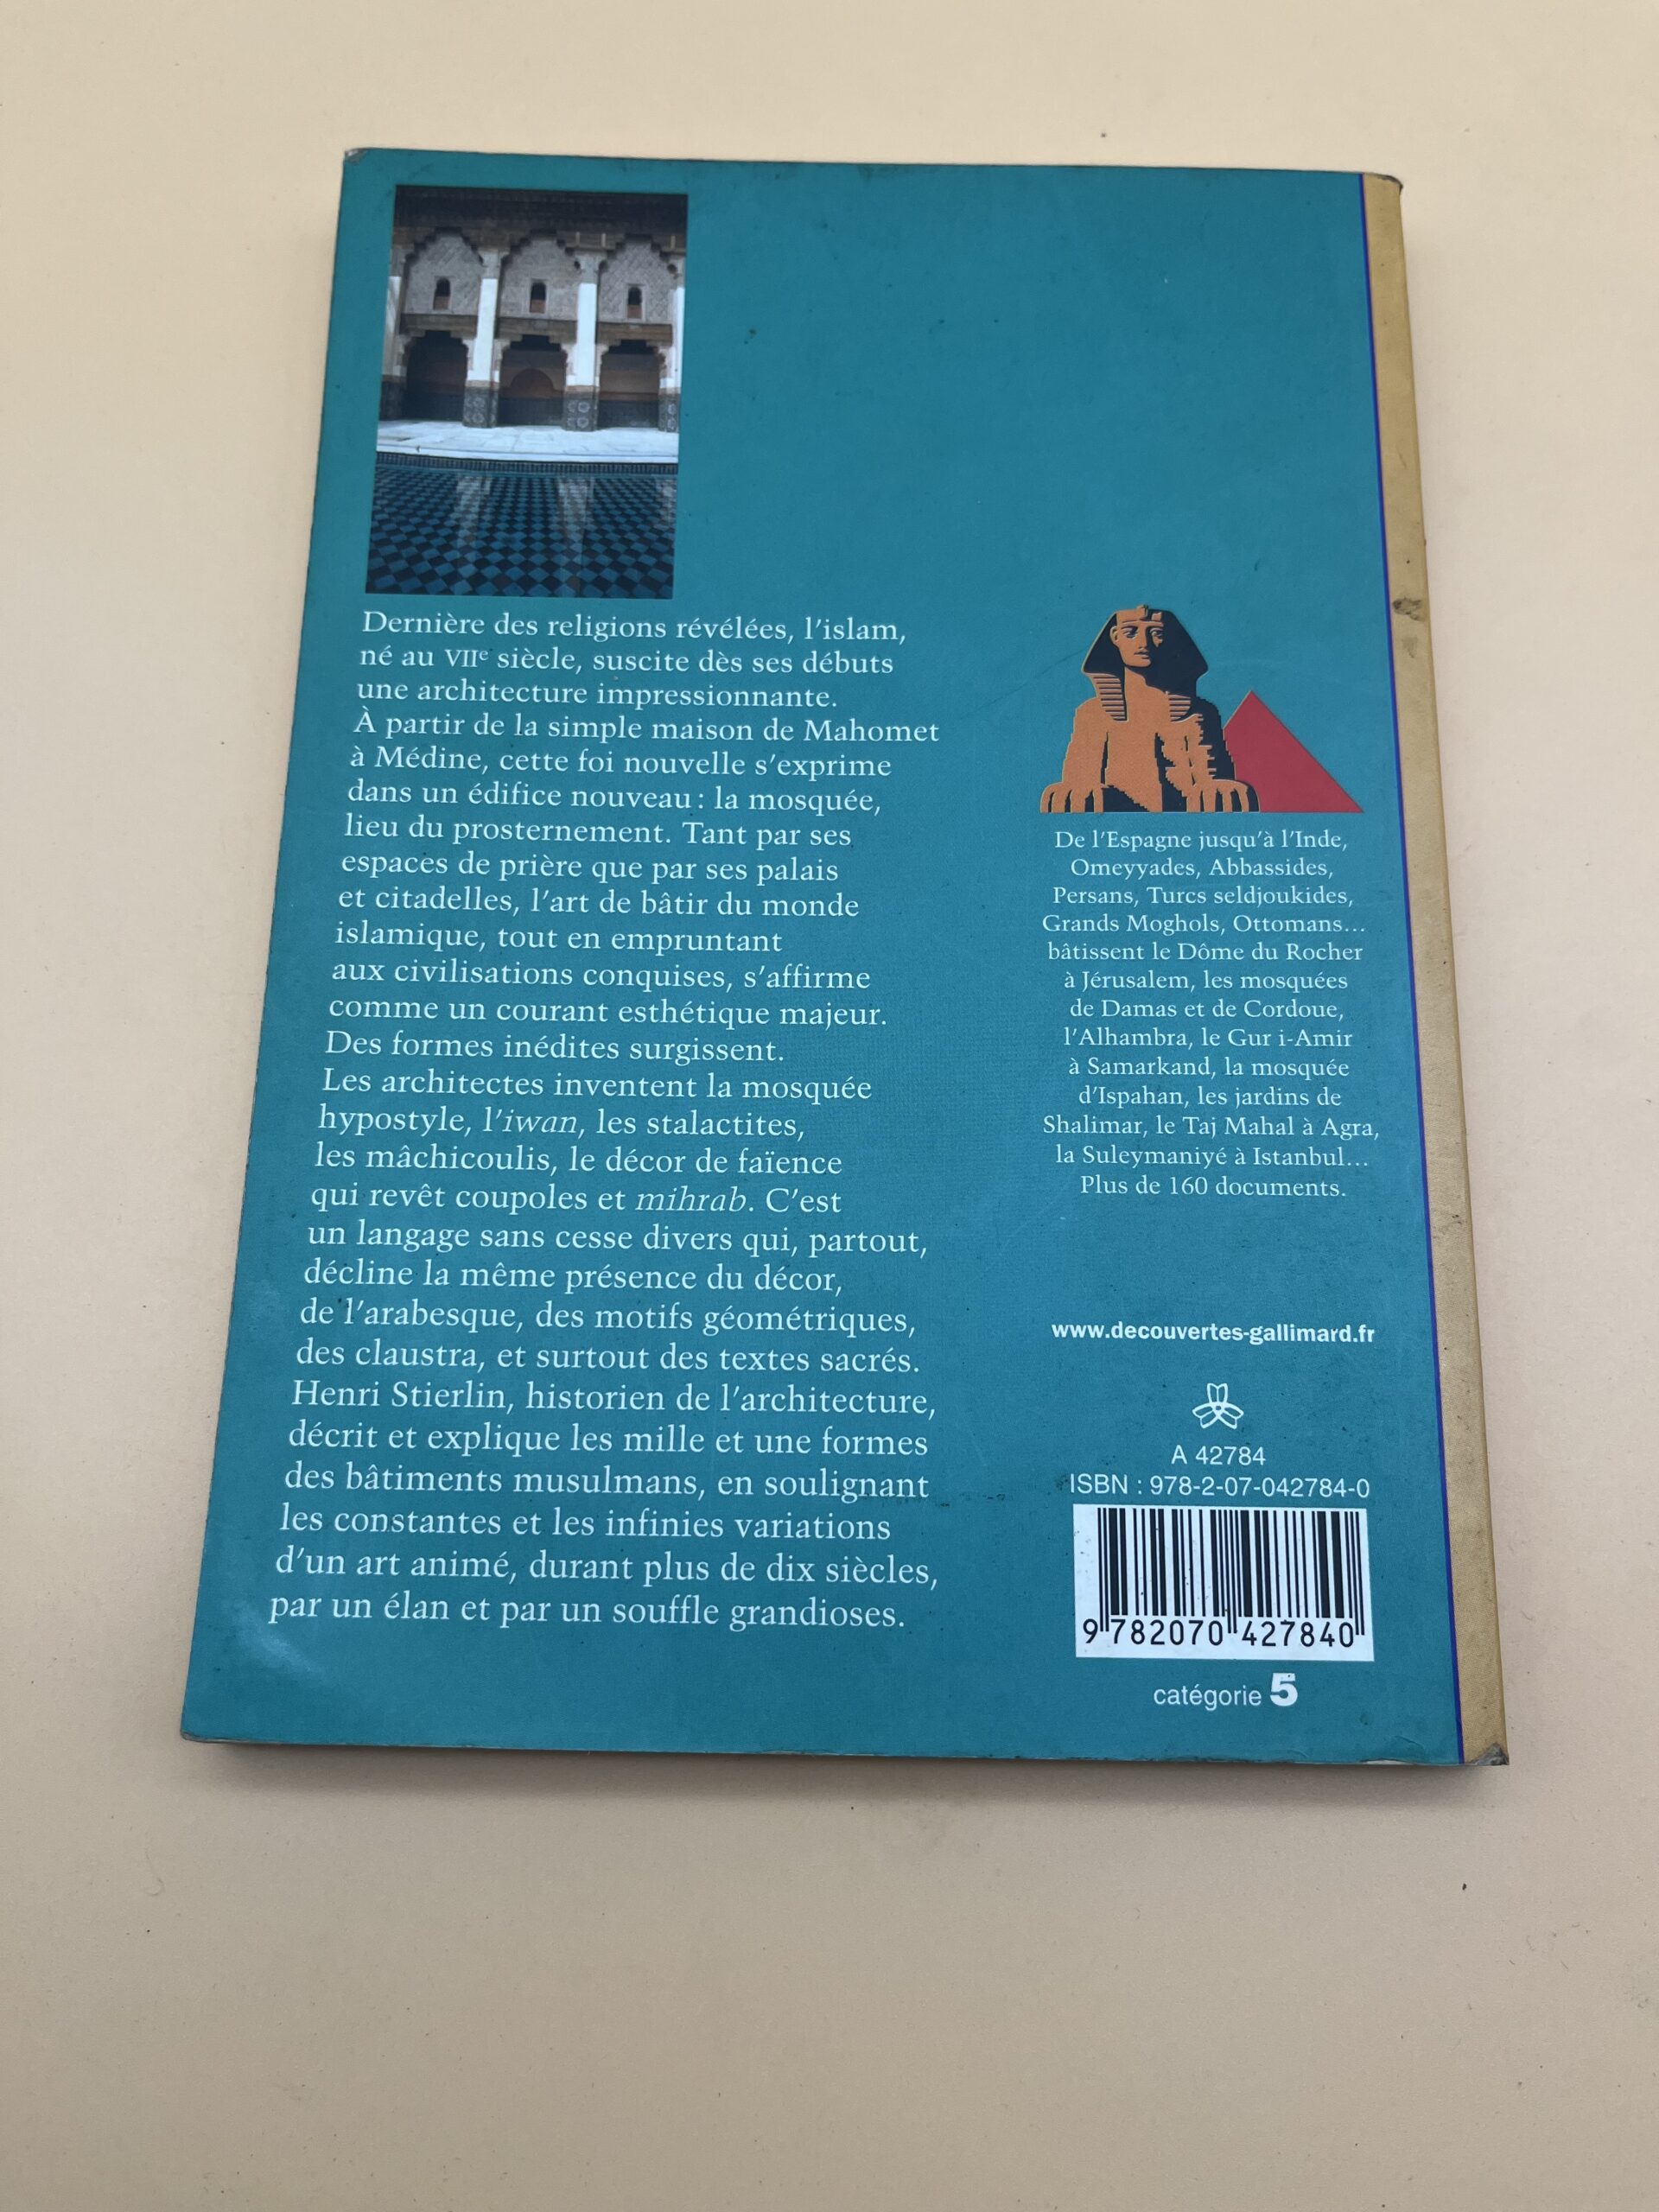 Dernière des religions révélées, l'islam,
né au VIIe siècle, suscite dès ses débuts
une architecture impressionnante.
À partir de la simple maison de Mahomet
à Médine, cette foi nouvelle s'exprime
dans un édifice nouveau : la mosquée,
lieu du prosternement. Tant par ses
espaces de prière que par ses palais
et citadelles, l'art de bâtir du monde
islamique, tout en empruntant
aux civilisations conquises, s'affirme
comme un courant esthétique majeur.
Des formes inédites surgissent.
Les architectes inventent la mosquée
hypostyle, l'iwan, les stalactites,
les mâchicoulis, le décor de faïence
qui revêt coupoles et mihrab. C'est
un langage sans cesse divers qui, partout,
décline la même présence du décor,
de l'arabesque, des motifs géométriques,
des claustra, et surtout des textes sacrés.
Henri Stierlin, historien de l'architecture,
décrit et explique les mille et une formes
des bâtiments musulmans, en soulignant
les constantes et les infinies variations
d'un art animé, durant plus de dix siècles,
par un élan et par un souffle grandioses.
De l'Espagne jusqu'à l'Inde,
Omeyyades, Abbassides,
Persans, Turcs seldjoukides,
Grands Moghols, Ottomans...
bâtissent le Dôme du Rocher
à Jérusalem, les mosquées
de Damas et de Cordoue,
l'Alhambra, le Gur i-Amir
à Samarkand, la mosquée
d'Ispahan, les jardins de
Shalimar, le Taj Mahal à Agra,
la Suleymaniyé à Istanbul...
Plus de 160 documents.
www.decouvertes-gallimard.fr
A 42784
ISBN : 978-2-07-042784-0
9 782070 427840
catégorie 5